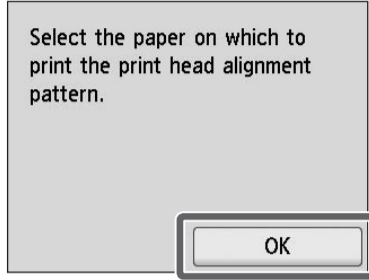 Select the paper on which to
print the print head alignment
pattern.
OK